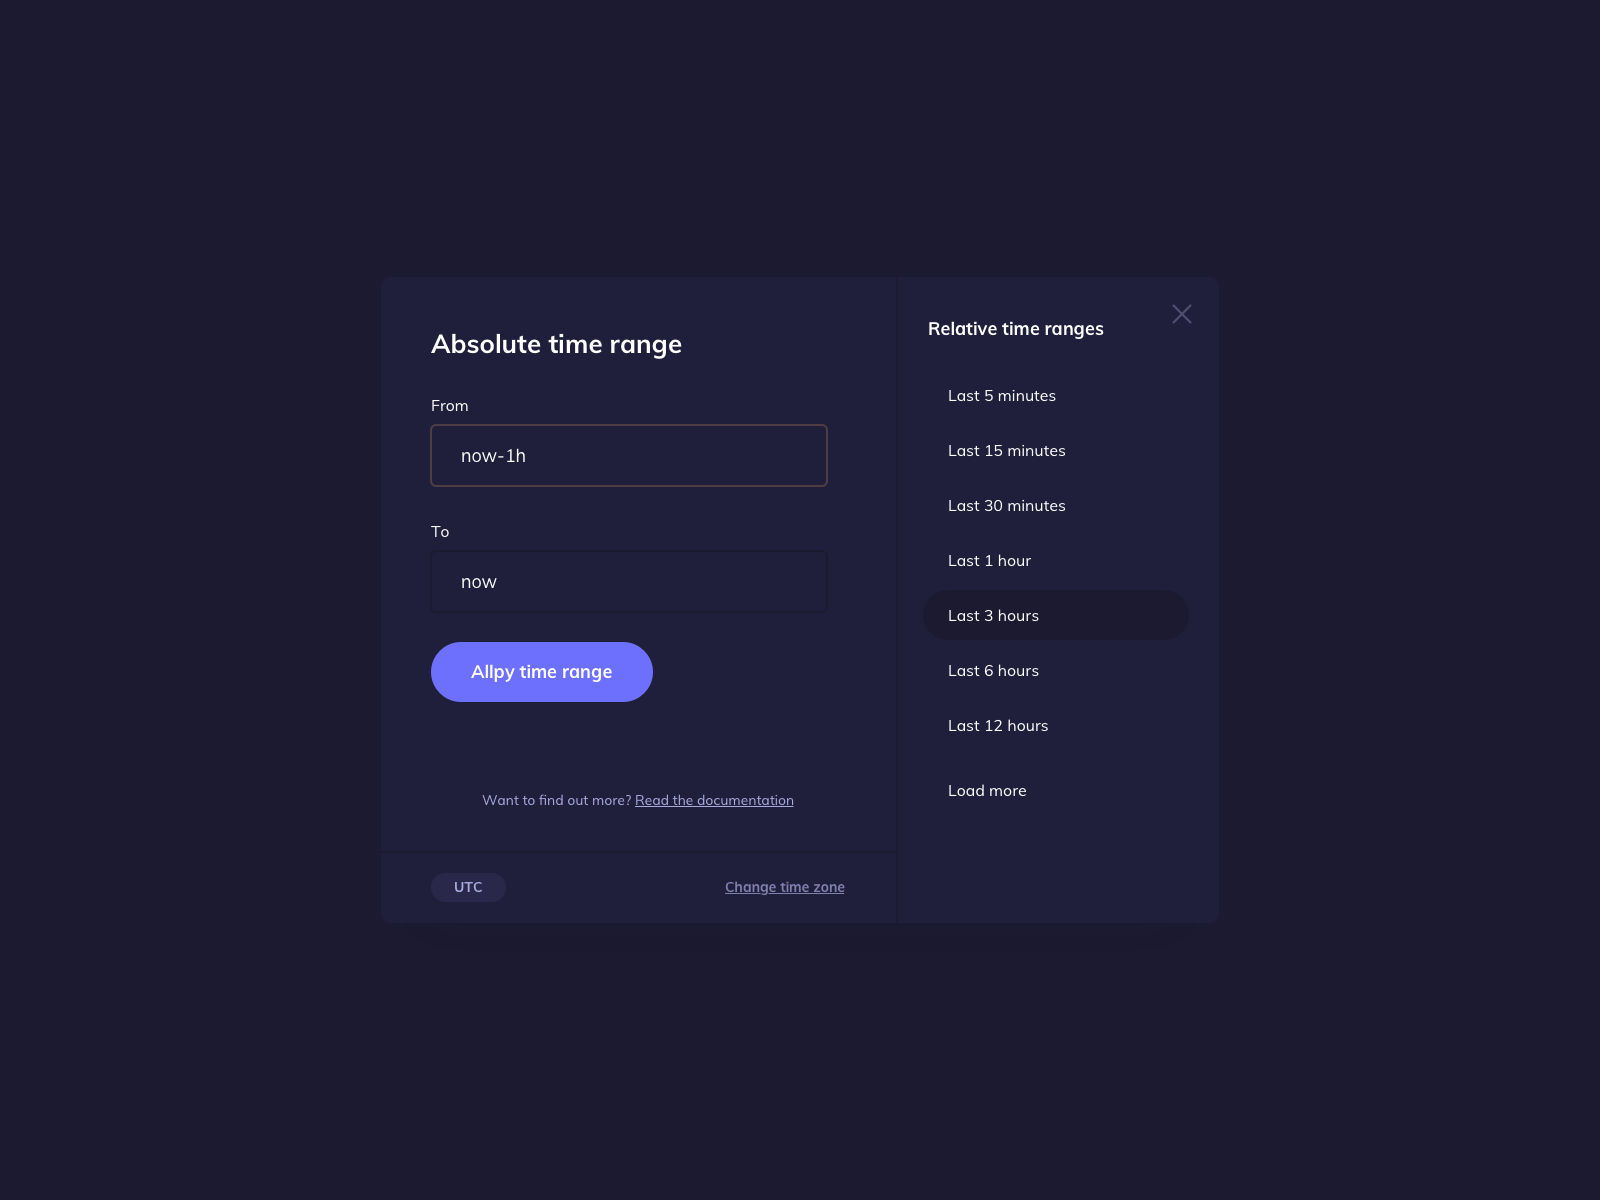 Absolute time range
From
now-1h
To
now
Allpy time range
Want to find out more? Read the documentation
UTC
Change time zone
Relative time ranges
Last 5 minutes
Last 15 minutes
Last 30 minutes
Last 1 hour
Last 3 hours
Last 6 hours
Last 12 hours
Load more